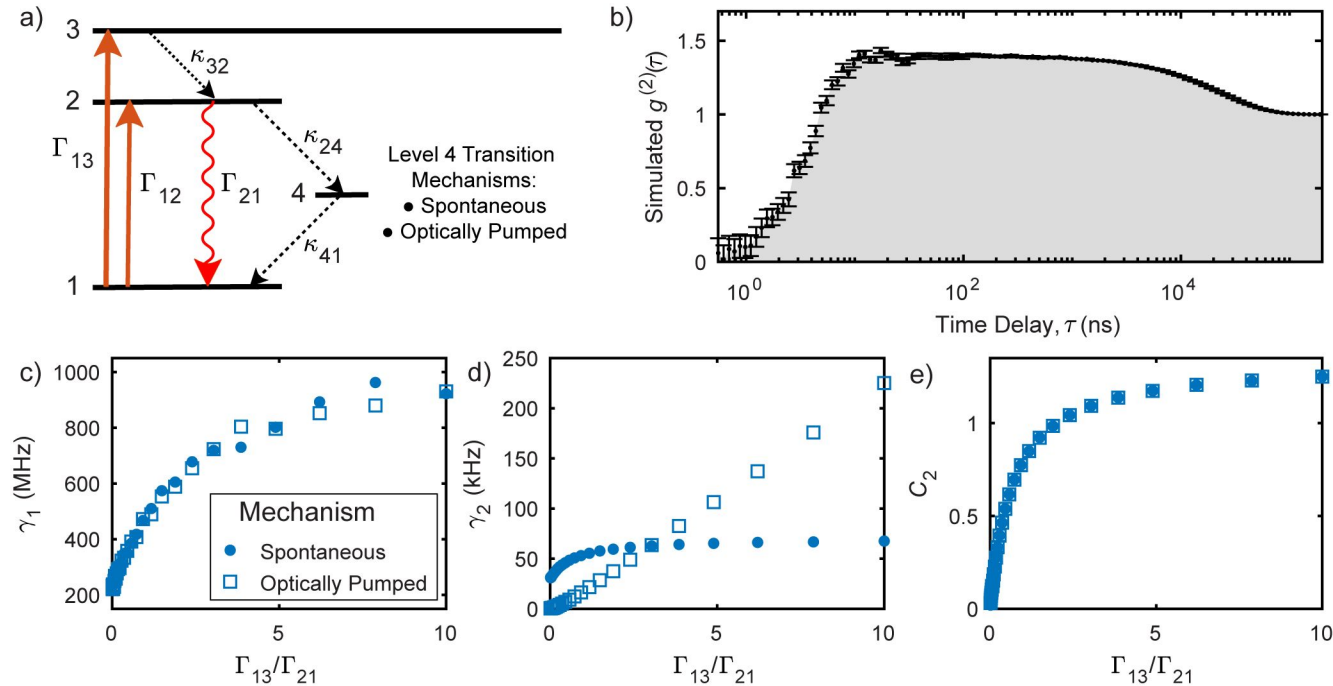 a)
3
κ32
2
κ24
Γ13
Γ12
Γ21
4
κ41
1
Level 4 Transition
Mechanisms:
● Spontaneous
● Optically Pumped
b)
Simulated g(2)(τ)
1.5
1
0.5
0
10^0
10^2
10^4
Time Delay, τ (ns)
c)
γ1 (MHz)
1000
800
600
400
200
Mechanism
Spontaneous
Optically Pumped
0
5
10
Γ13/Γ21
d)
γ2 (kHz)
250
200
150
100
50
0
0
5
10
Γ13/Γ21
e)
C2
1
0.5
0
0
5
10
Γ13/Γ21